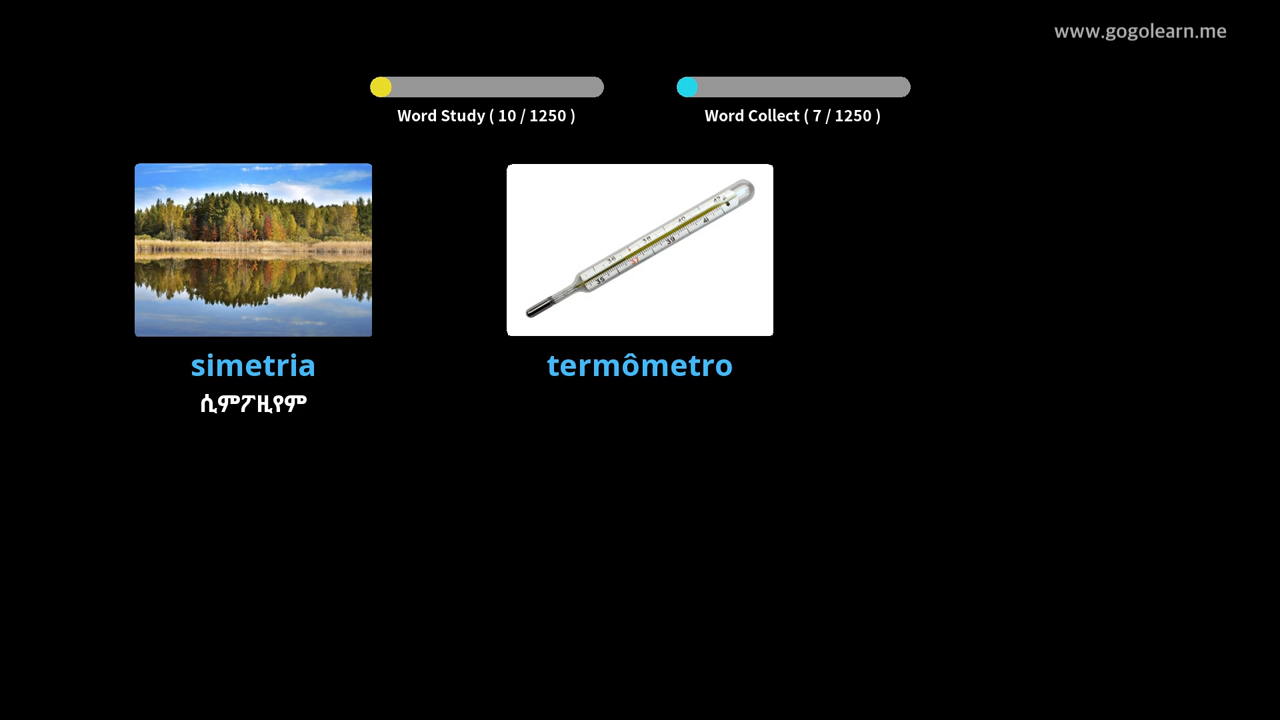 www.gogolearn.me
Word Study ( 10 / 1250 )
Word Collect ( 7 / 1250 )
simetria
termômetro
ሲምፖዚየም